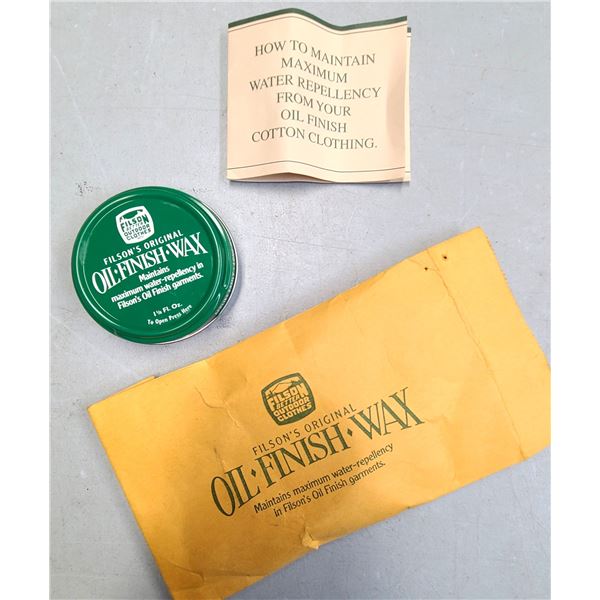 HOW TO MAINTAIN
MAXIMUM
WATER REPELLENCY
FROM YOUR
OIL FINISH
COTTON CLOTHING.
FILSON
BETTER
OUTDOOR
CLOTHES
FILSON'S ORIGINAL
OIL·FINISH·WAX
Maintains
maximum water-repellency in
Filson's Oil Finish garments.
Fl. Oz.
To Open Press Here
FILSON
BETTER
OUTDOOR
CLOTHES
FILSON'S ORIGINAL
OIL·FINISH·WAX
Maintains maximum water-repellency
in Filson's Oil Finish garments.